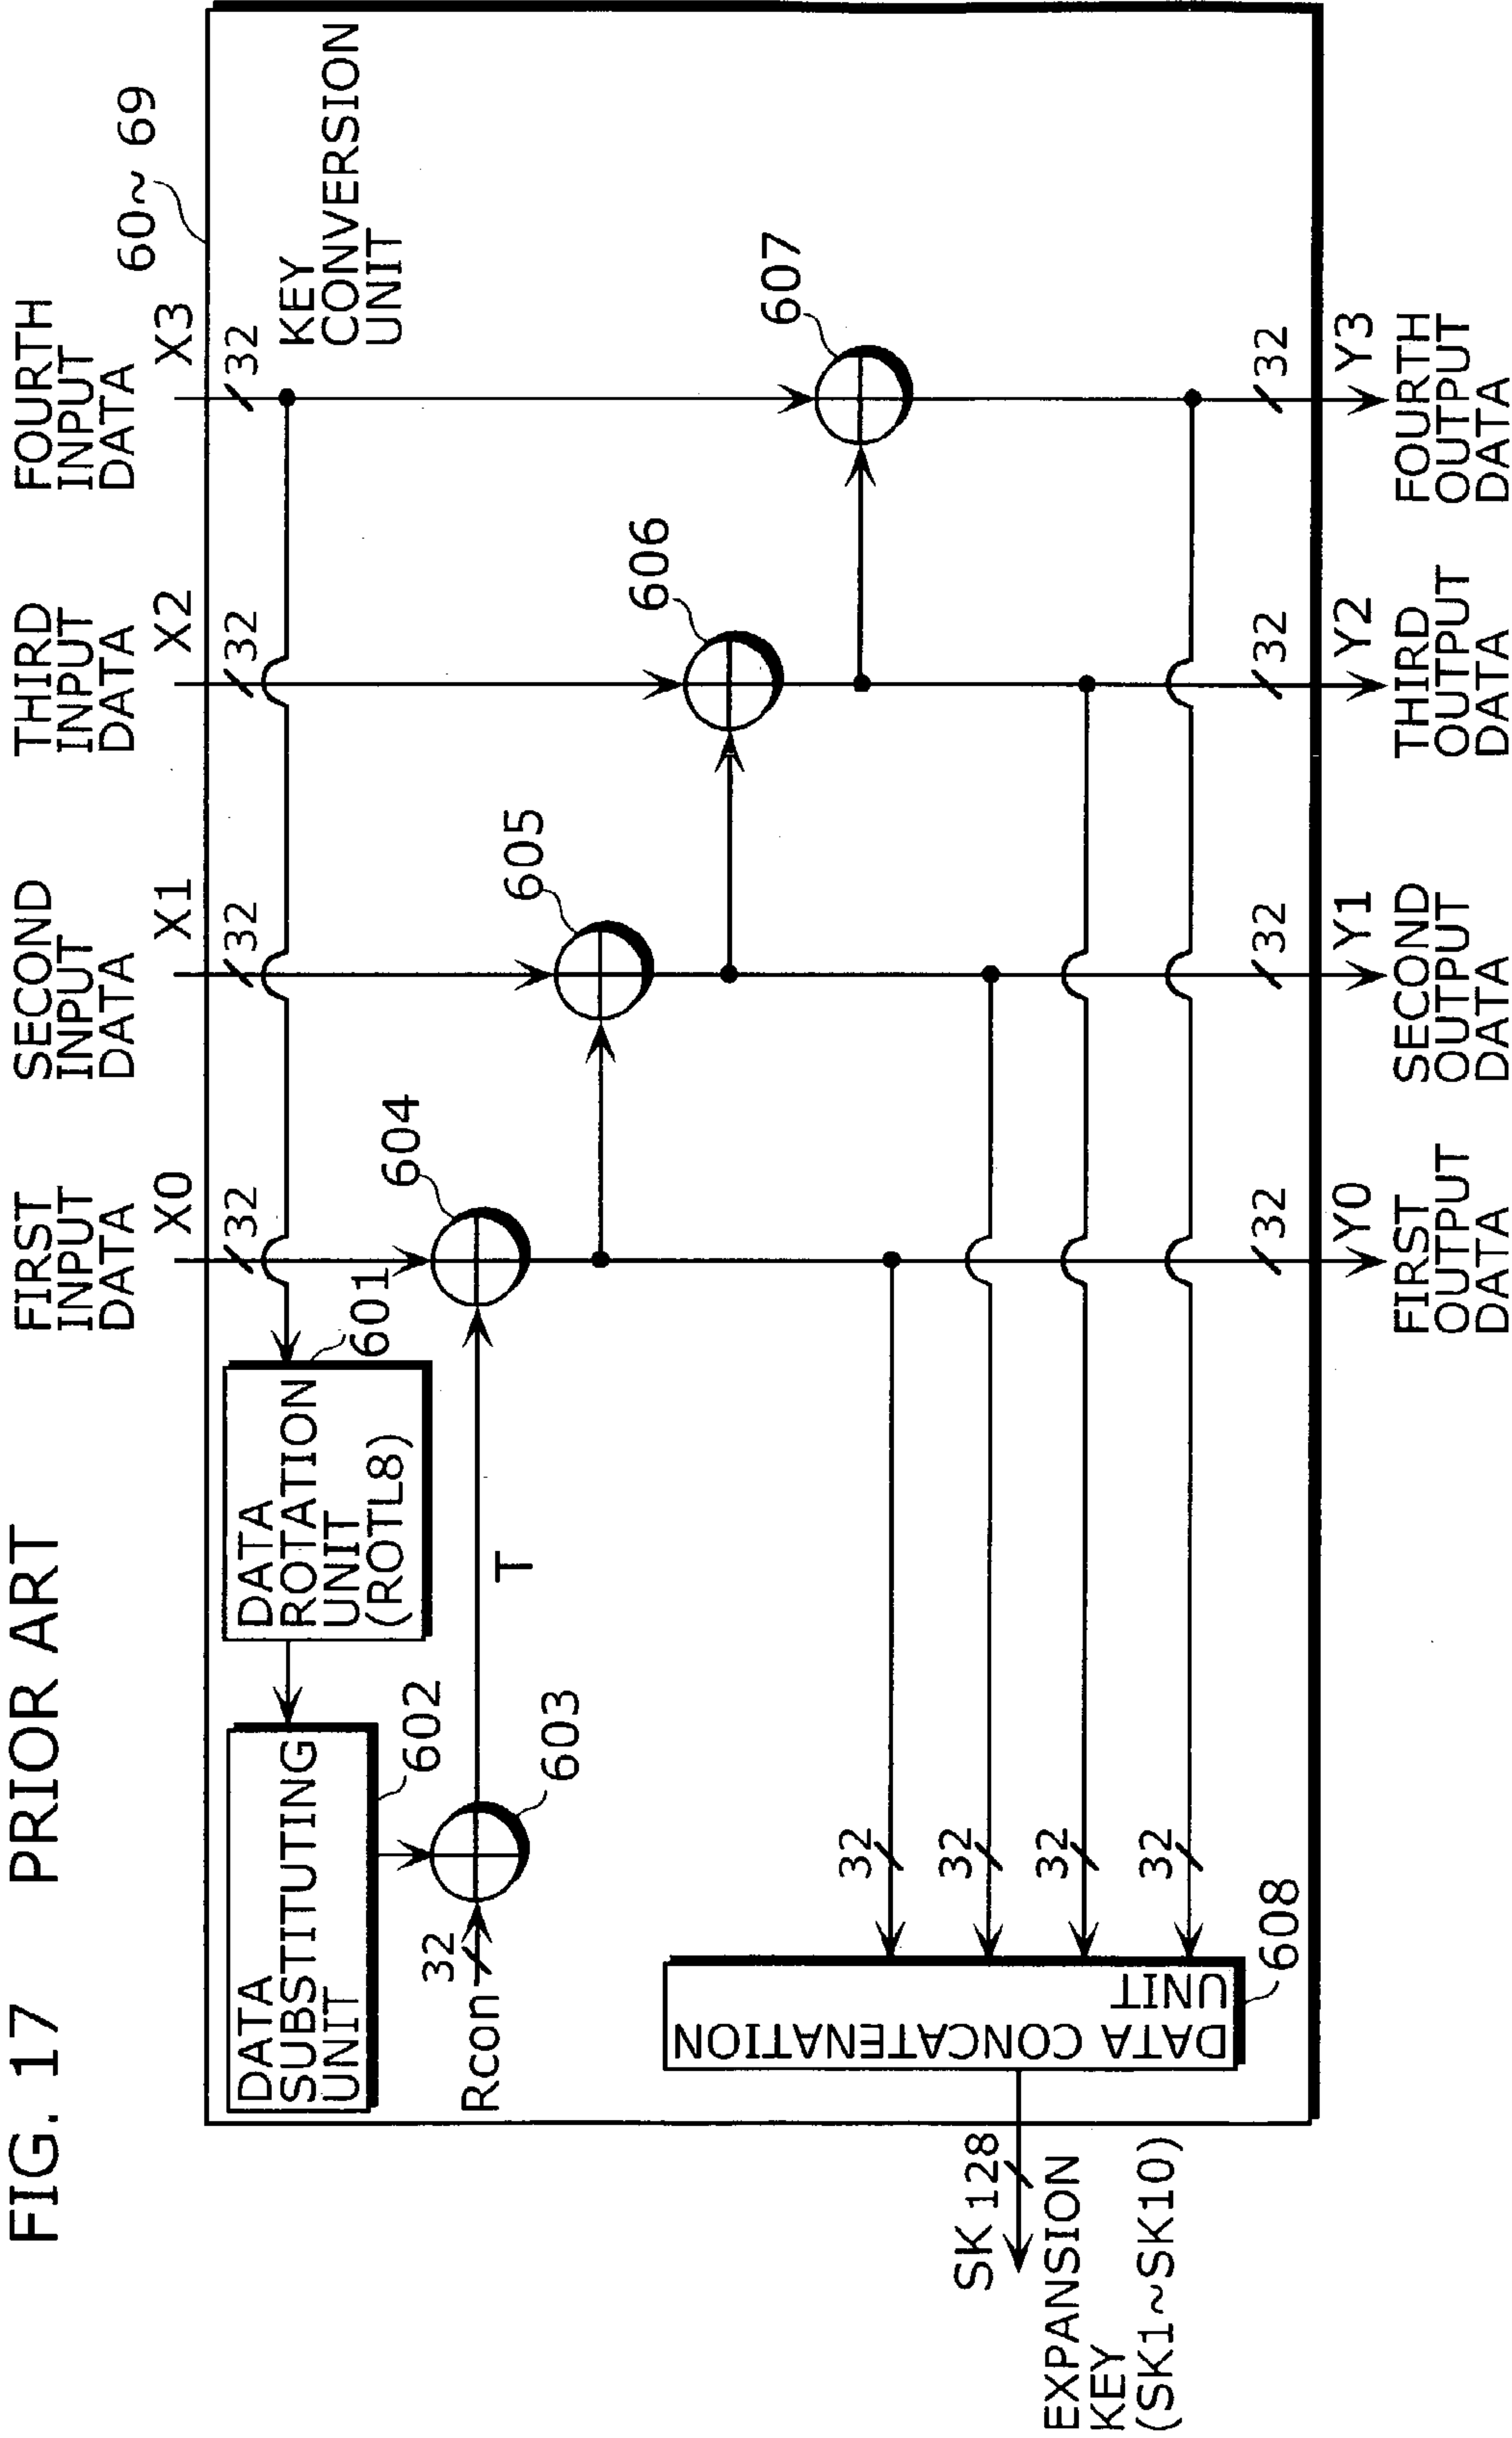 FIG. 17 PRIOR ART
FIRST
INPUT
DATA
X0
SECOND
INPUT
DATA
X1
THIRD
INPUT
DATA
X2
FOURTH
INPUT
DATA
X3
60~69
32
32
32
32
KEY
CONVERSION
UNIT
DATA
SUBSTITUTING
UNIT
602
DATA
ROTATION
UNIT
(ROTL8)
601
Rcon
32
603
T
604
605
606
607
32
32
32
32
DATA CONCATENATION
UNIT
608
SK 128
EXPANSION
KEY
(SK1~SK10)
32
32
32
32
Y0
FIRST
OUTPUT
DATA
Y1
SECOND
OUTPUT
DATA
Y2
THIRD
OUTPUT
DATA
Y3
FOURTH
OUTPUT
DATA